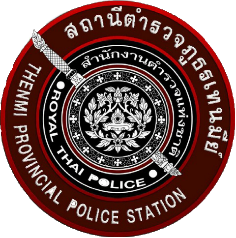 สถานีตำรวจภูธรเทนมีย์
THENMI PROVINCIAL POLICE STATION
สำนักงานตำรวจแห่งชาติ
ROYAL THAI POLICE